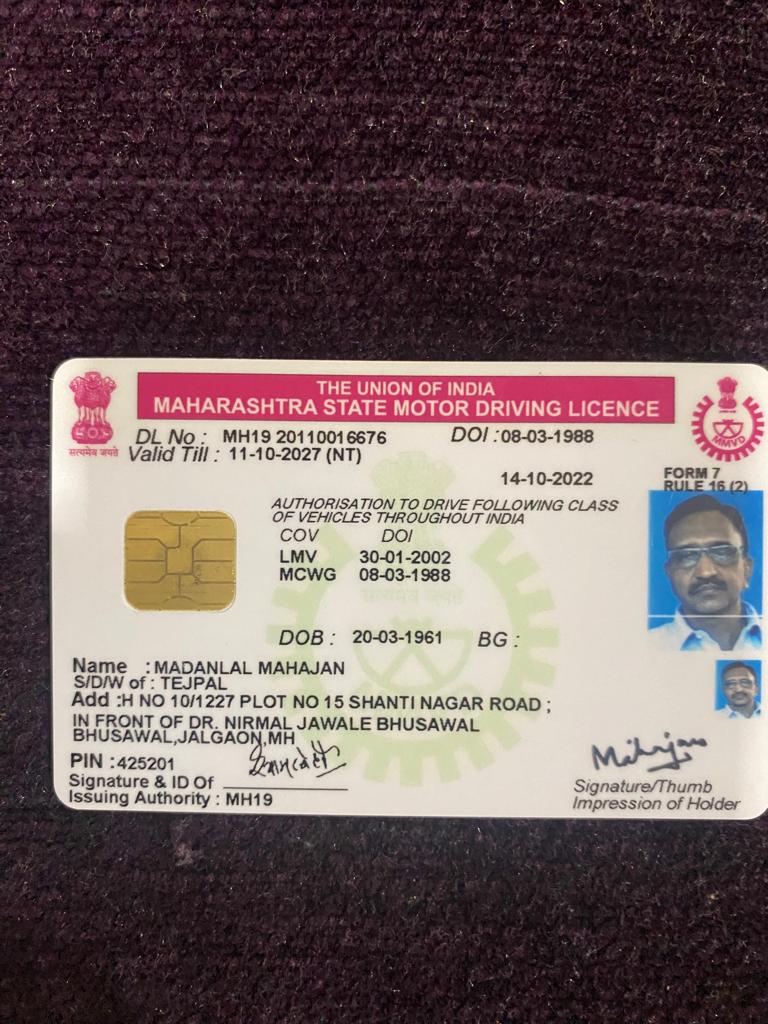 THE UNION OF INDIA
MAHARASHTRA STATE MOTOR DRIVING LICENCE
सत्यमेव जयते
MMVD
DL No : MH19 20110016676 DOI : 08-03-1988
Valid Till : 11-10-2027 (NT)
14-10-2022
FORM 7
RULE 16 (2)
AUTHORISATION TO DRIVE FOLLOWING CLASS
OF VEHICLES THROUGHOUT INDIA
COV DOI
LMV 30-01-2002
MCWG 08-03-1988
सत्यमेव जयते
DOB : 20-03-1961 BG :
Name : MADANLAL MAHAJAN
S/D/W of : TEJPAL
Add :H NO 10/1227 PLOT NO 15 SHANTI NAGAR ROAD ;
IN FRONT OF DR. NIRMAL JAWALE BHUSAWAL
BHUSAWAL,JALGAON,MH
PIN : 425201
Signature & ID Of
Issuing Authority : MH19
Signature/Thumb
Impression of Holder